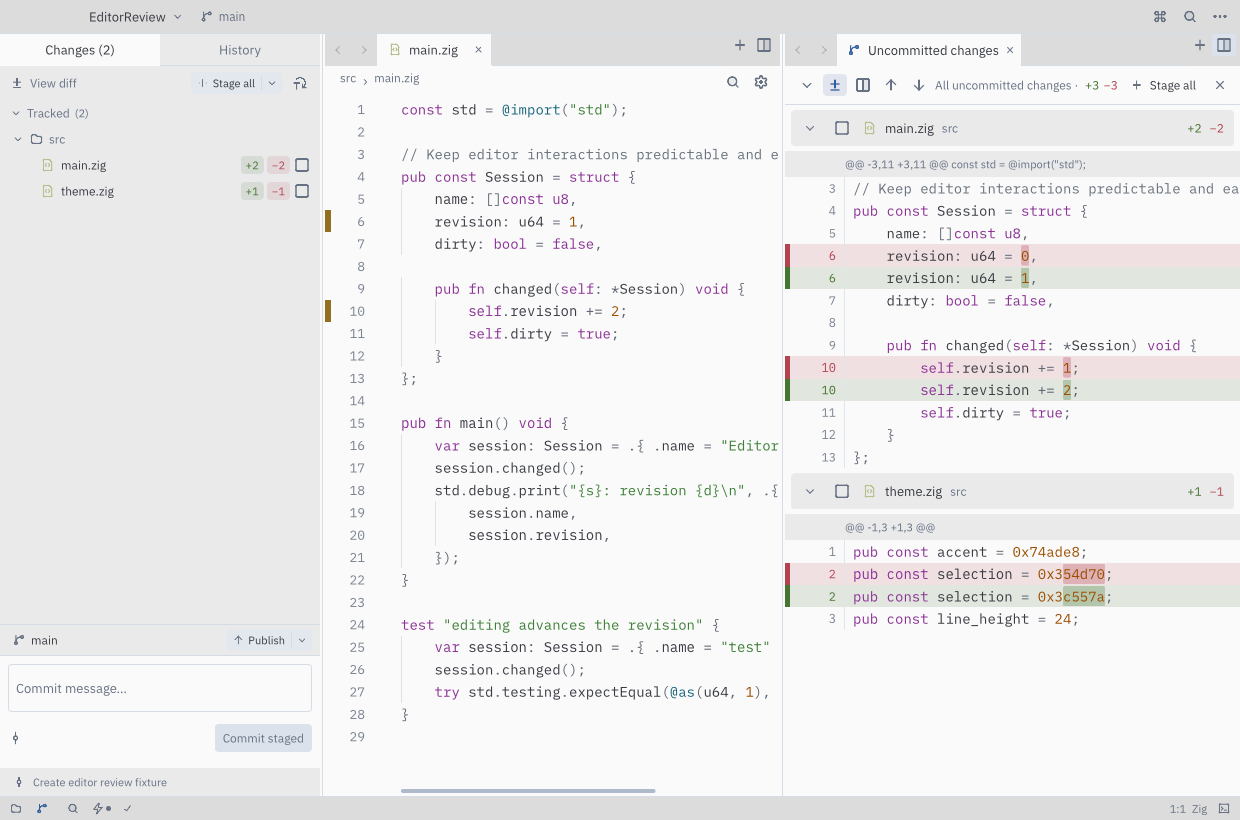 EditorReview main
Changes (2) History
View diff Stage all
Tracked (2)
src
main.zig +2 −2
theme.zig +1 −1
main Publish
Commit message...
Commit staged
Create editor review fixture
main.zig
src › main.zig
1 const std = @import("std");
2
3 // Keep editor interactions predictable and e
4 pub const Session = struct {
5 name: []const u8,
6 revision: u64 = 1,
7 dirty: bool = false,
8
9 pub fn changed(self: *Session) void {
10 self.revision += 2;
11 self.dirty = true;
12 }
13 };
14
15 pub fn main() void {
16 var session: Session = .{ .name = "Editor
17 session.changed();
18 std.debug.print("{s}: revision {d}\n", .{
19 session.name,
20 session.revision,
21 });
22 }
23
24 test "editing advances the revision" {
25 var session: Session = .{ .name = "test"
26 session.changed();
27 try std.testing.expectEqual(@as(u64, 1),
28 }
29
Uncommitted changes
All uncommitted changes · +3 −3 Stage all
main.zig src +2 −2
@@ -3,11 +3,11 @@ const std = @import("std");
3 // Keep editor interactions predictable and ea
4 pub const Session = struct {
5 name: []const u8,
6 revision: u64 = 0,
6 revision: u64 = 1,
7 dirty: bool = false,
8
9 pub fn changed(self: *Session) void {
10 self.revision += 1;
10 self.revision += 2;
11 self.dirty = true;
12 }
13 };
theme.zig src +1 −1
@@ -1,3 +1,3 @@
1 pub const accent = 0x74ade8;
2 pub const selection = 0x354d70;
2 pub const selection = 0x3c557a;
3 pub const line_height = 24;
1:1 Zig